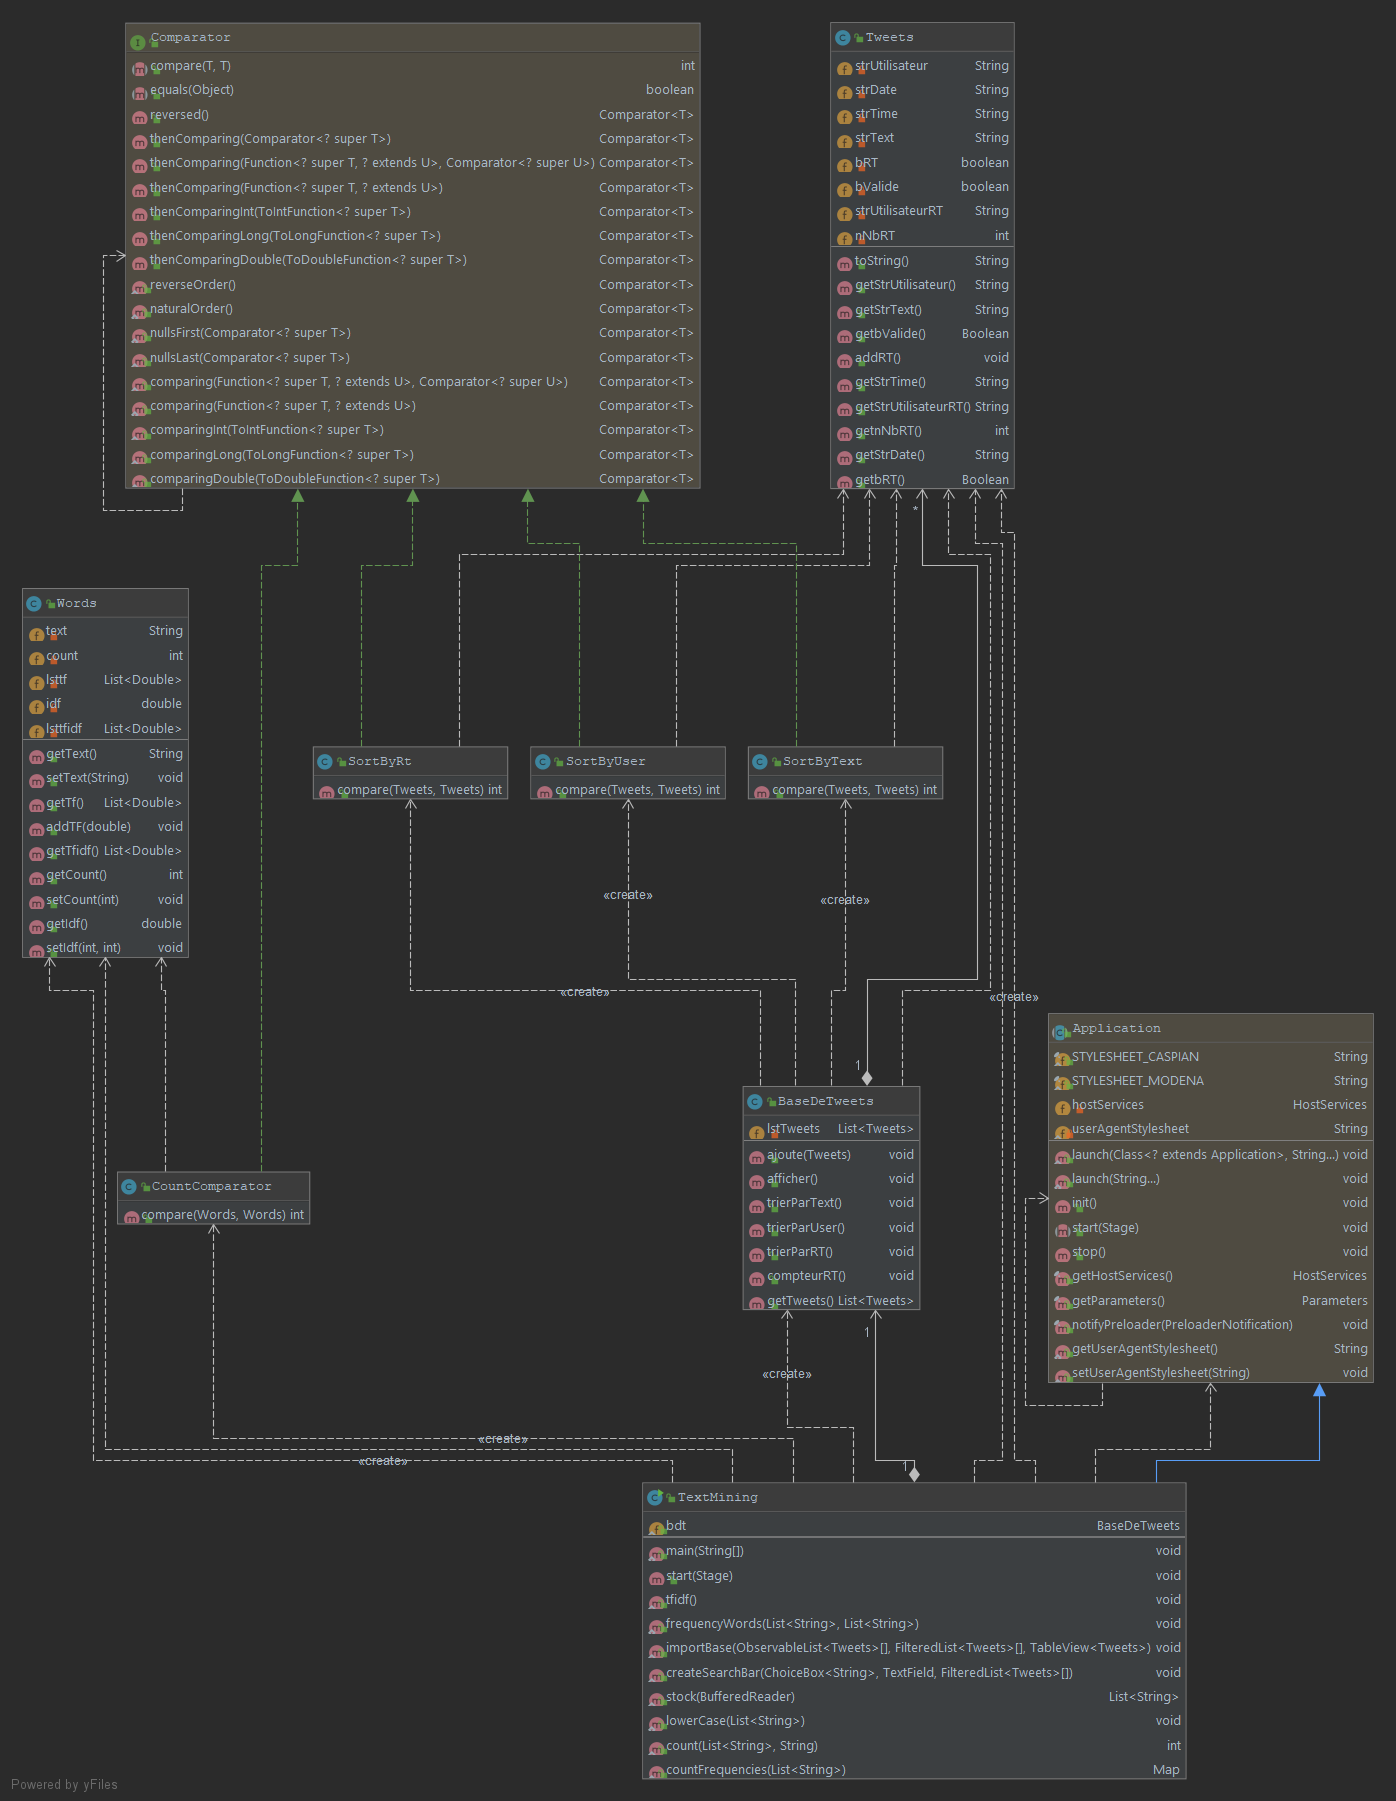 Comparator
compare(T, T) int
equals(Object) boolean
reversed() Comparator<T>
thenComparing(Comparator<? super T>) Comparator<T>
thenComparing(Function<? super T, ? extends U>, Comparator<? super U>) Comparator<T>
thenComparing(Function<? super T, ? extends U>) Comparator<T>
thenComparingInt(ToIntFunction<? super T>) Comparator<T>
thenComparingLong(ToLongFunction<? super T>) Comparator<T>
thenComparingDouble(ToDoubleFunction<? super T>) Comparator<T>
reverseOrder() Comparator<T>
naturalOrder() Comparator<T>
nullsFirst(Comparator<? super T>) Comparator<T>
nullsLast(Comparator<? super T>) Comparator<T>
comparing(Function<? super T, ? extends U>, Comparator<? super U>) Comparator<T>
comparing(Function<? super T, ? extends U>) Comparator<T>
comparingInt(ToIntFunction<? super T>) Comparator<T>
comparingLong(ToLongFunction<? super T>) Comparator<T>
comparingDouble(ToDoubleFunction<? super T>) Comparator<T>
Tweets
strUtilisateur String
strDate String
strTime String
strText String
bRT boolean
bValide boolean
strUtilisateurRT String
nNbRT int
toString() String
getStrUtilisateur() String
getStrText() String
getbValide() Boolean
addRT() void
getStrTime() String
getStrUtilisateurRT() String
getnNbRT() int
getStrDate() String
getbRT() Boolean
*
Words
text String
count int
lsttf List<Double>
idf double
lsttfidf List<Double>
getText() String
setText(String) void
getTf() List<Double>
addTF(double) void
getTfidf() List<Double>
getCount() int
setCount(int) void
getIdf() double
setIdf(int, int) void
SortByRt
compare(Tweets, Tweets) int
SortByUser
compare(Tweets, Tweets) int
SortByText
compare(Tweets, Tweets) int
«create»
«create»
«create»
«create»
1
Application
STYLESHEET_CASPIAN String
STYLESHEET_MODENA String
hostServices HostServices
userAgentStylesheet String
launch(Class<? extends Application>, String...) void
launch(String...) void
init() void
start(Stage) void
stop() void
getHostServices() HostServices
getParameters() Parameters
notifyPreloader(PreloaderNotification) void
getUserAgentStylesheet() String
setUserAgentStylesheet(String) void
BaseDeTweets
lstTweets List<Tweets>
ajoute(Tweets) void
afficher() void
trierParText() void
trierParUser() void
trierParRT() void
compteurRT() void
getTweets() List<Tweets>
CountComparator
compare(Words, Words) int
1
«create»
«create»
«create»
1
TextMining
bdt BaseDeTweets
main(String[]) void
start(Stage) void
tfidf() void
frequencyWords(List<String>, List<String>) void
importBase(ObservableList<Tweets>[], FilteredList<Tweets>[], TableView<Tweets>) void
createSearchBar(ChoiceBox<String>, TextField, FilteredList<Tweets>[]) void
stock(BufferedReader) List<String>
lowerCase(List<String>) void
count(List<String>, String) int
countFrequencies(List<String>) Map
Powered by yFiles